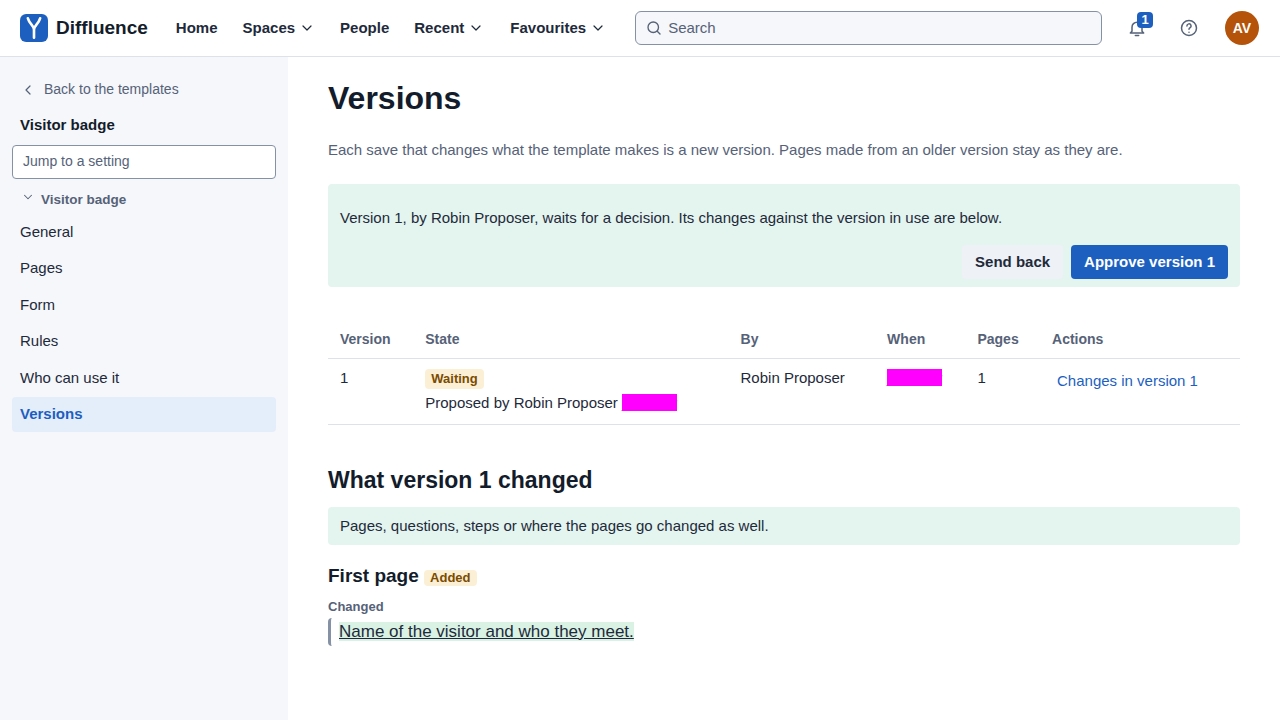 Diffluence Home Spaces People Recent Favourites Search 1 AV
Back to the templates
Visitor badge
Jump to a setting
Visitor badge
General
Pages
Form
Rules
Who can use it
Versions
Versions
Each save that changes what the template makes is a new version. Pages made from an older version stay as they are.
Version 1, by Robin Proposer, waits for a decision. Its changes against the version in use are below.
Send back Approve version 1
Version State By When Pages Actions
1 Waiting Robin Proposer 1 Changes in version 1
Proposed by Robin Proposer
What version 1 changed
Pages, questions, steps or where the pages go changed as well.
First page Added
Changed
Name of the visitor and who they meet.